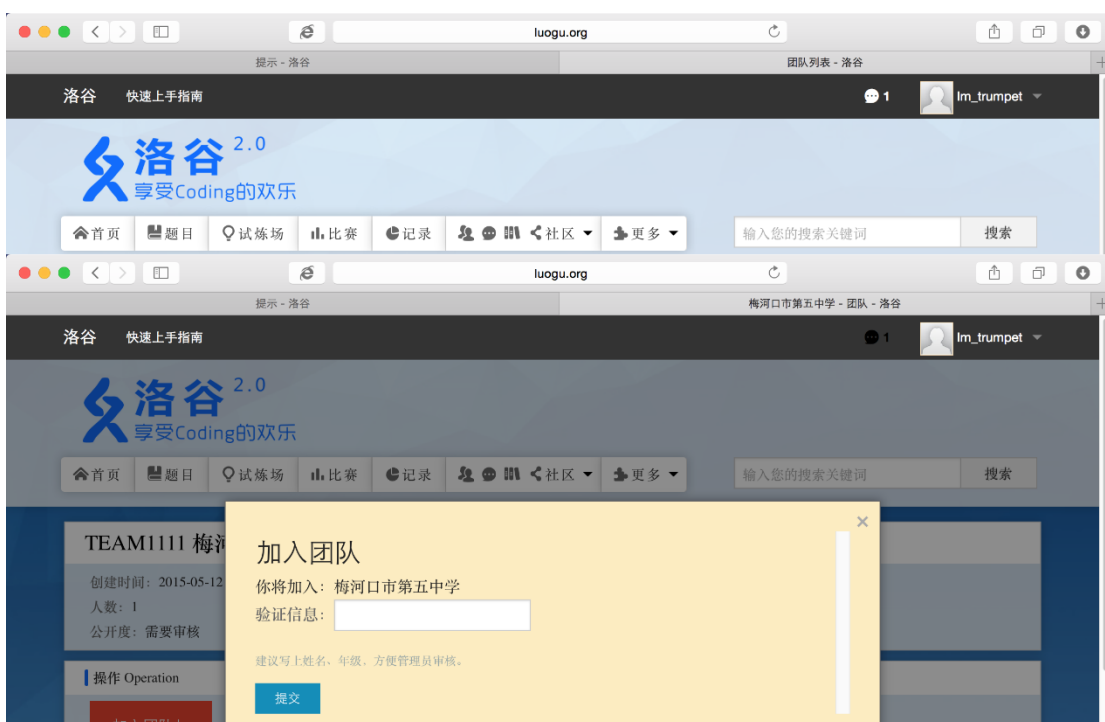 luogu.org
提示 - 洛谷
团队列表 - 洛谷
洛谷 快速上手指南 1 lm_trumpet
洛谷 2.0
享受Coding的欢乐
首页 题目 试炼场 比赛 记录 社区 更多 输入您的搜索关键词 搜索
luogu.org
提示 - 洛谷
梅河口市第五中学 - 团队 - 洛谷
洛谷 快速上手指南 1 lm_trumpet
洛谷 2.0
享受Coding的欢乐
首页 题目 试炼场 比赛 记录 社区 更多 输入您的搜索关键词 搜索
TEAM1111 梅河
创建时间: 2015-05-12
人数: 1
公开度: 需要审核
操作 Operation
加入团队
×
加入团队
你将加入: 梅河口市第五中学
验证信息:
建议写上姓名、年级, 方便管理员审核。
提交